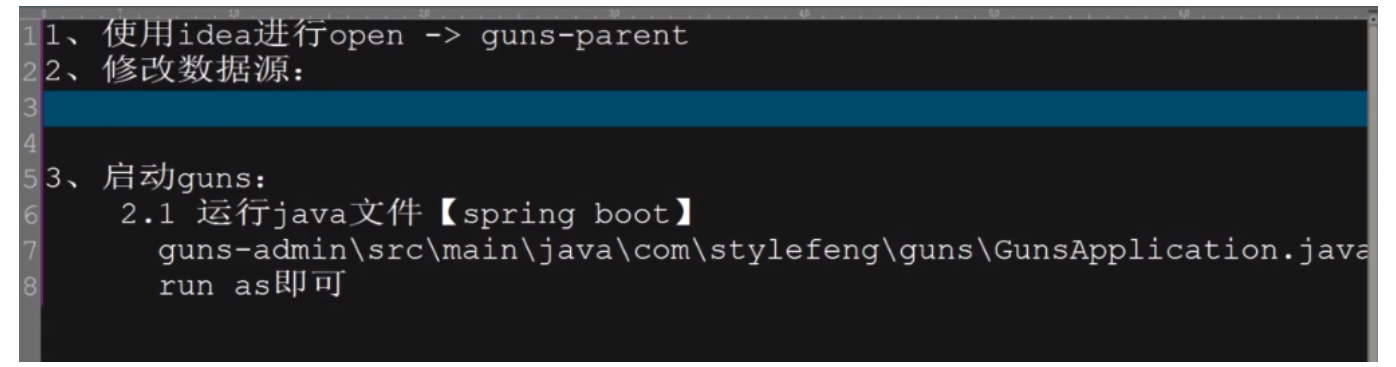 1 1、使用idea进行open -> guns-parent
2 2、修改数据源:
3
4
5 3、启动guns:
6 2.1 运行java文件【spring boot】
7 guns-admin\src\main\java\com\stylefeng\guns\GunsApplication.java
8 run as即可